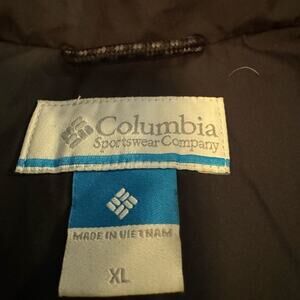 Columbia
Sportswear Company
MADE IN VIETNAM
XL